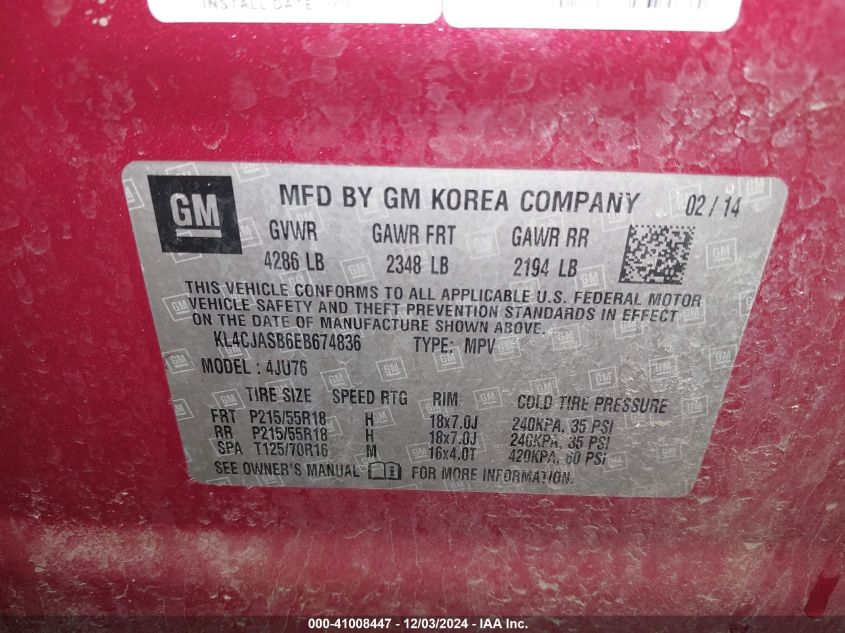 INSTALL DATE
GM MFD BY GM KOREA COMPANY 02/14
GVWR GAWR FRT GAWR RR
4286 LB 2348 LB 2194 LB
THIS VEHICLE CONFORMS TO ALL APPLICABLE U.S. FEDERAL MOTOR
VEHICLE SAFETY AND THEFT PREVENTION STANDARDS IN EFFECT
ON THE DATE OF MANUFACTURE SHOWN ABOVE.
KL4CJASB6EB674836 TYPE: MPV
MODEL : 4JU76
TIRE SIZE SPEED RTG RIM COLD TIRE PRESSURE
FRT P215/55R18 H 18x7.0J 240KPA, 35 PSI
RR P215/55R18 H 18x7.0J 240KPA, 35 PSI
SPA T125/70R16 M 16x4.0T 420KPA, 60 PSI
SEE OWNER'S MANUAL FOR MORE INFORMATION.
000-41008447 - 12/03/2024 - IAA Inc.